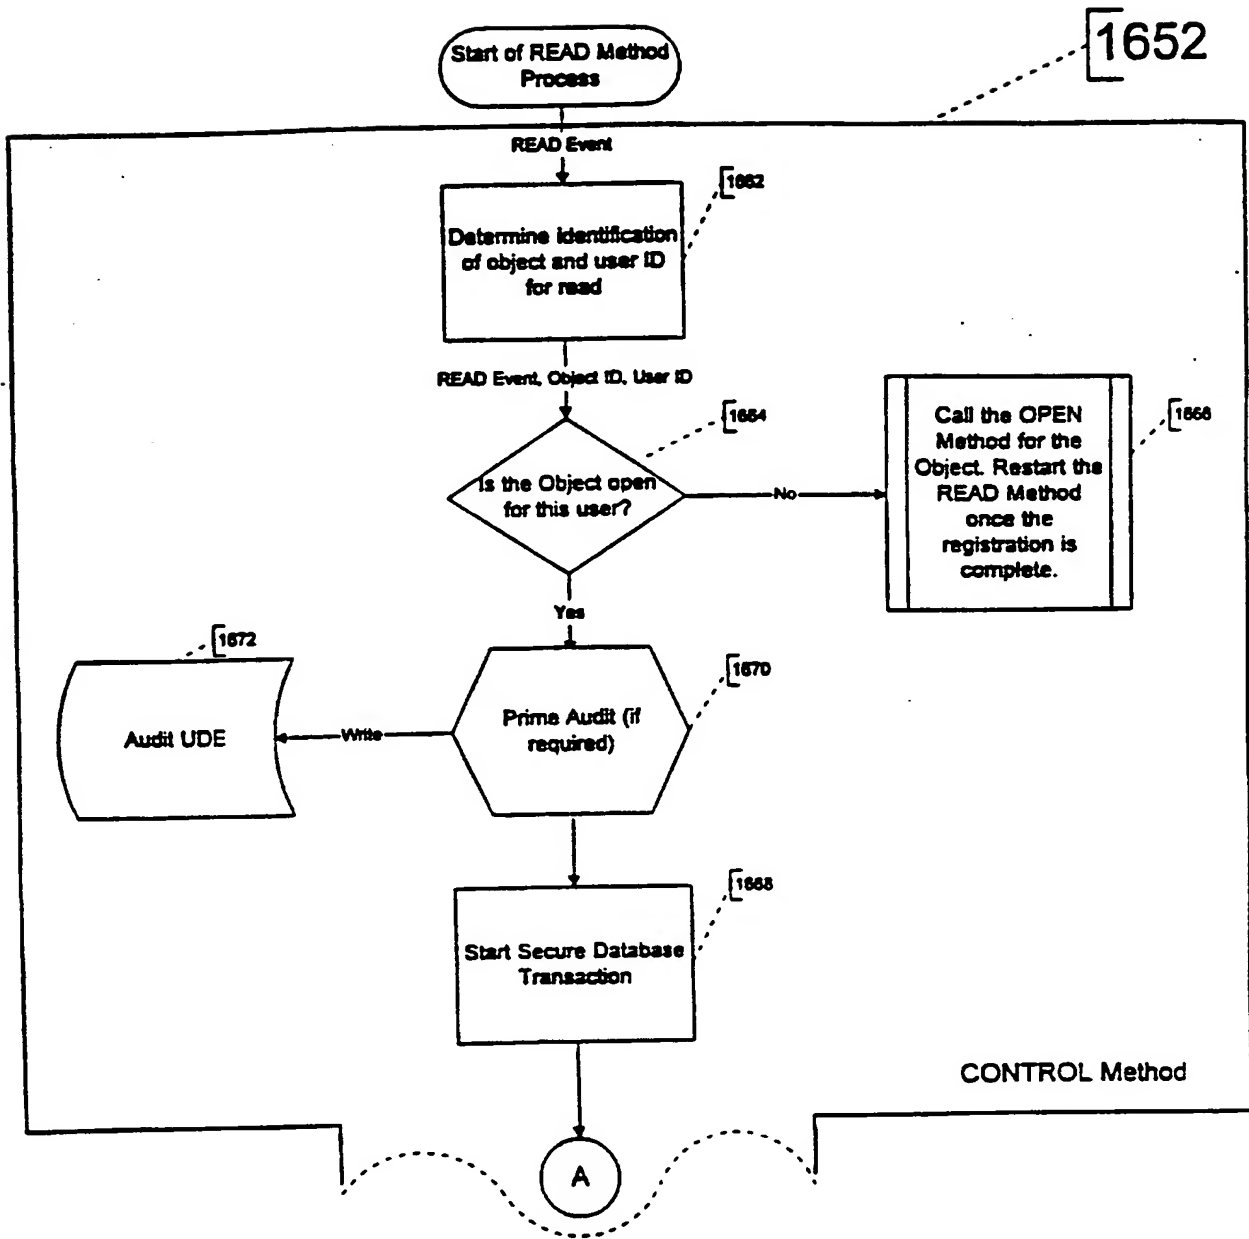 1652
Start of READ Method
Process
READ Event
1662
Determine identification
of object and user ID
for read
READ Event, Object ID, User ID
1664
Is the Object open
for this user?
No
Call the OPEN
Method for the
Object. Restart the
READ Method
once the
registration is
complete.
1666
Yes
1672
Audit UDE
Write
Prime Audit (if
required)
1670
1668
Start Secure Database
Transaction
CONTROL Method
A